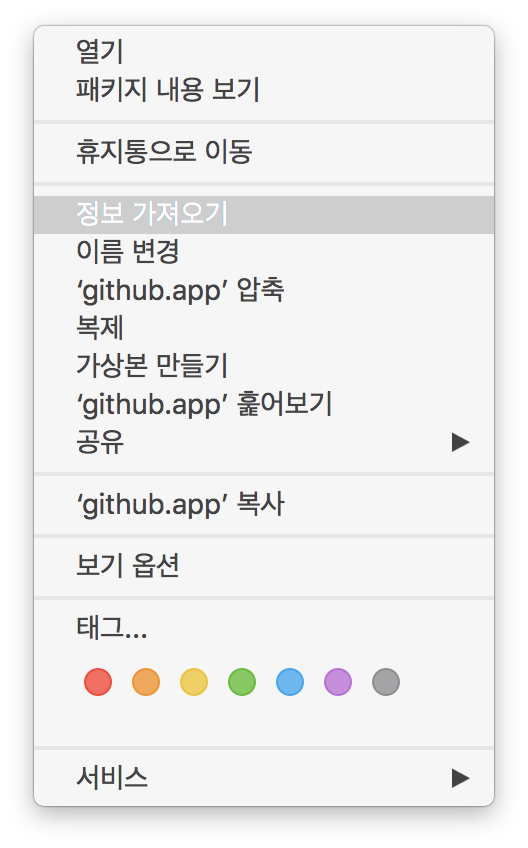 열기
패키지 내용 보기
휴지통으로 이동
정보 가져오기
이름 변경
‘github.app’ 압축
복제
가상본 만들기
‘github.app’ 훑어보기
공유
‘github.app’ 복사
보기 옵션
태그...
서비스